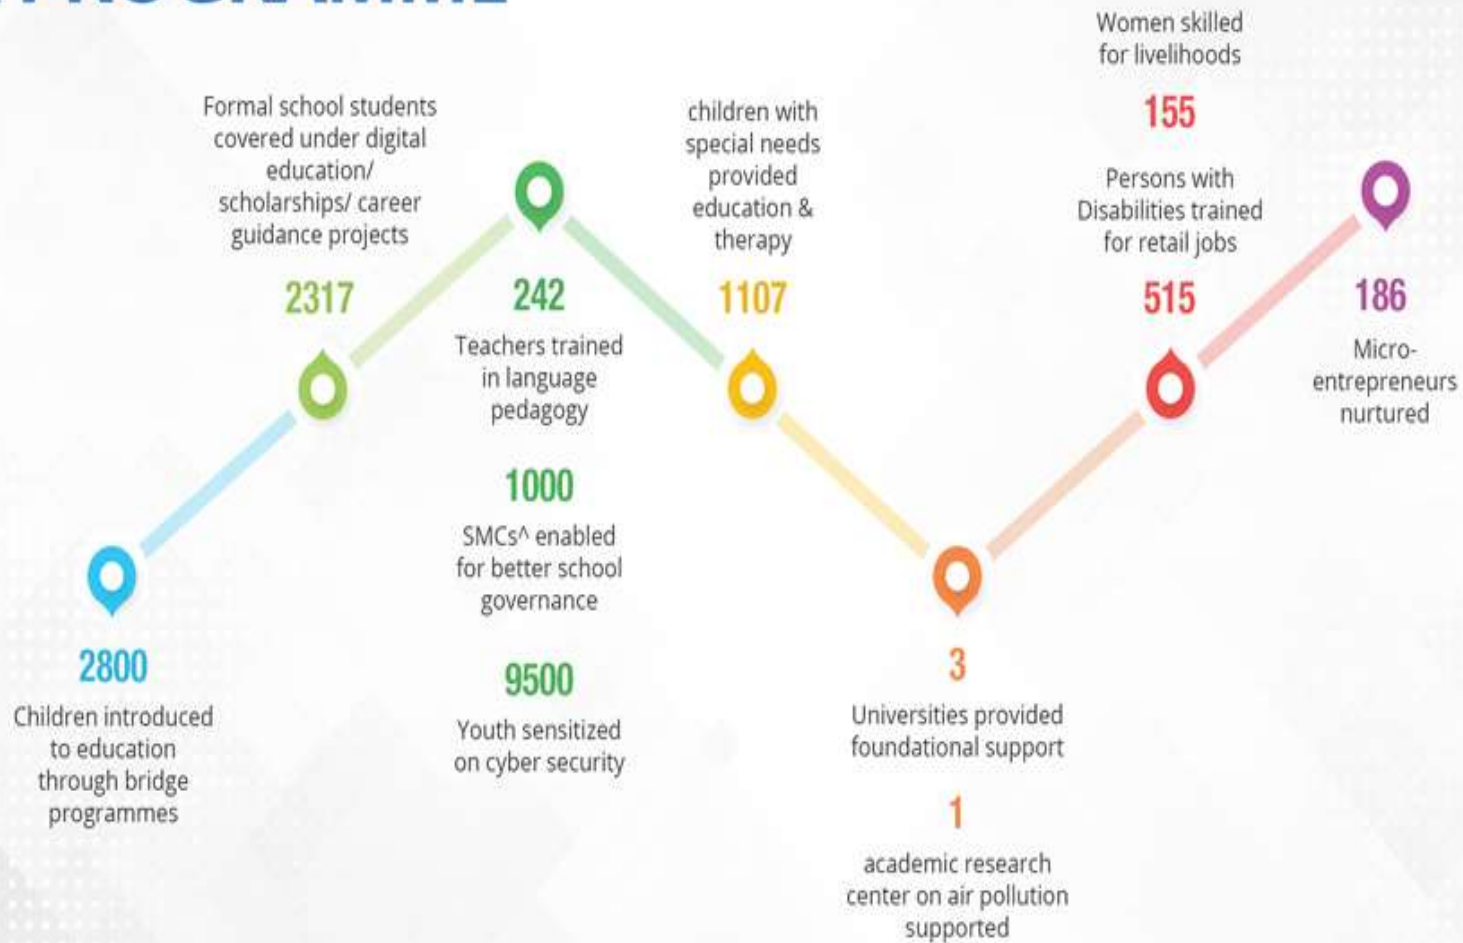 PROGRAMME
Formal school students
covered under digital
education/
scholarships/ career
guidance projects
2317
242
Teachers trained
in language
pedagogy
1000
SMCs^ enabled
for better school
governance
9500
Youth sensitized
on cyber security
2800
Children introduced
to education
through bridge
programmes
children with
special needs
provided
education &
therapy
1107
3
Universities provided
foundational support
1
academic research
center on air pollution
supported
Women skilled
for livelihoods
155
Persons with
Disabilities trained
for retail jobs
515
186
Micro-
entrepreneurs
nurtured